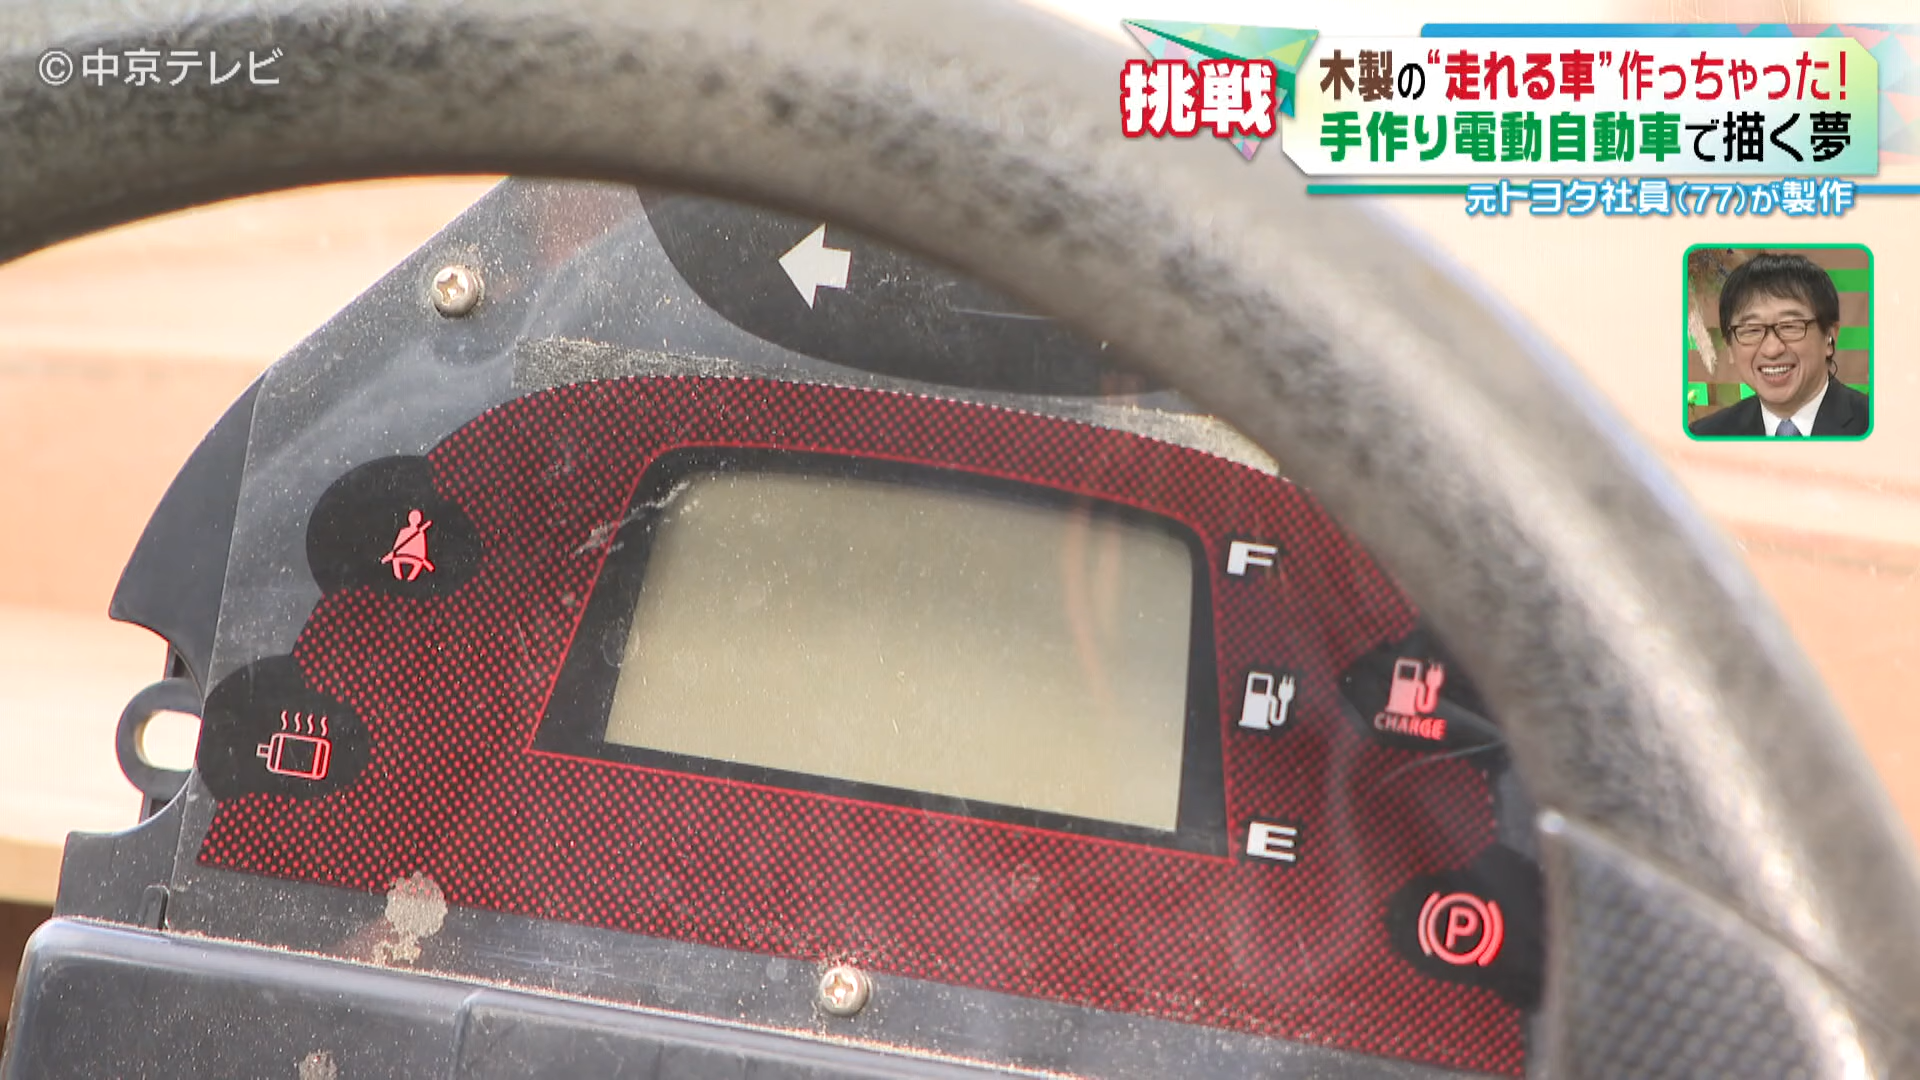 ©中京テレビ
挑戦
木製の“走れる車”作っちゃった!
手作り電動自動車で描く夢
元トヨタ社員(77)が製作
F
CHARGE
E
P